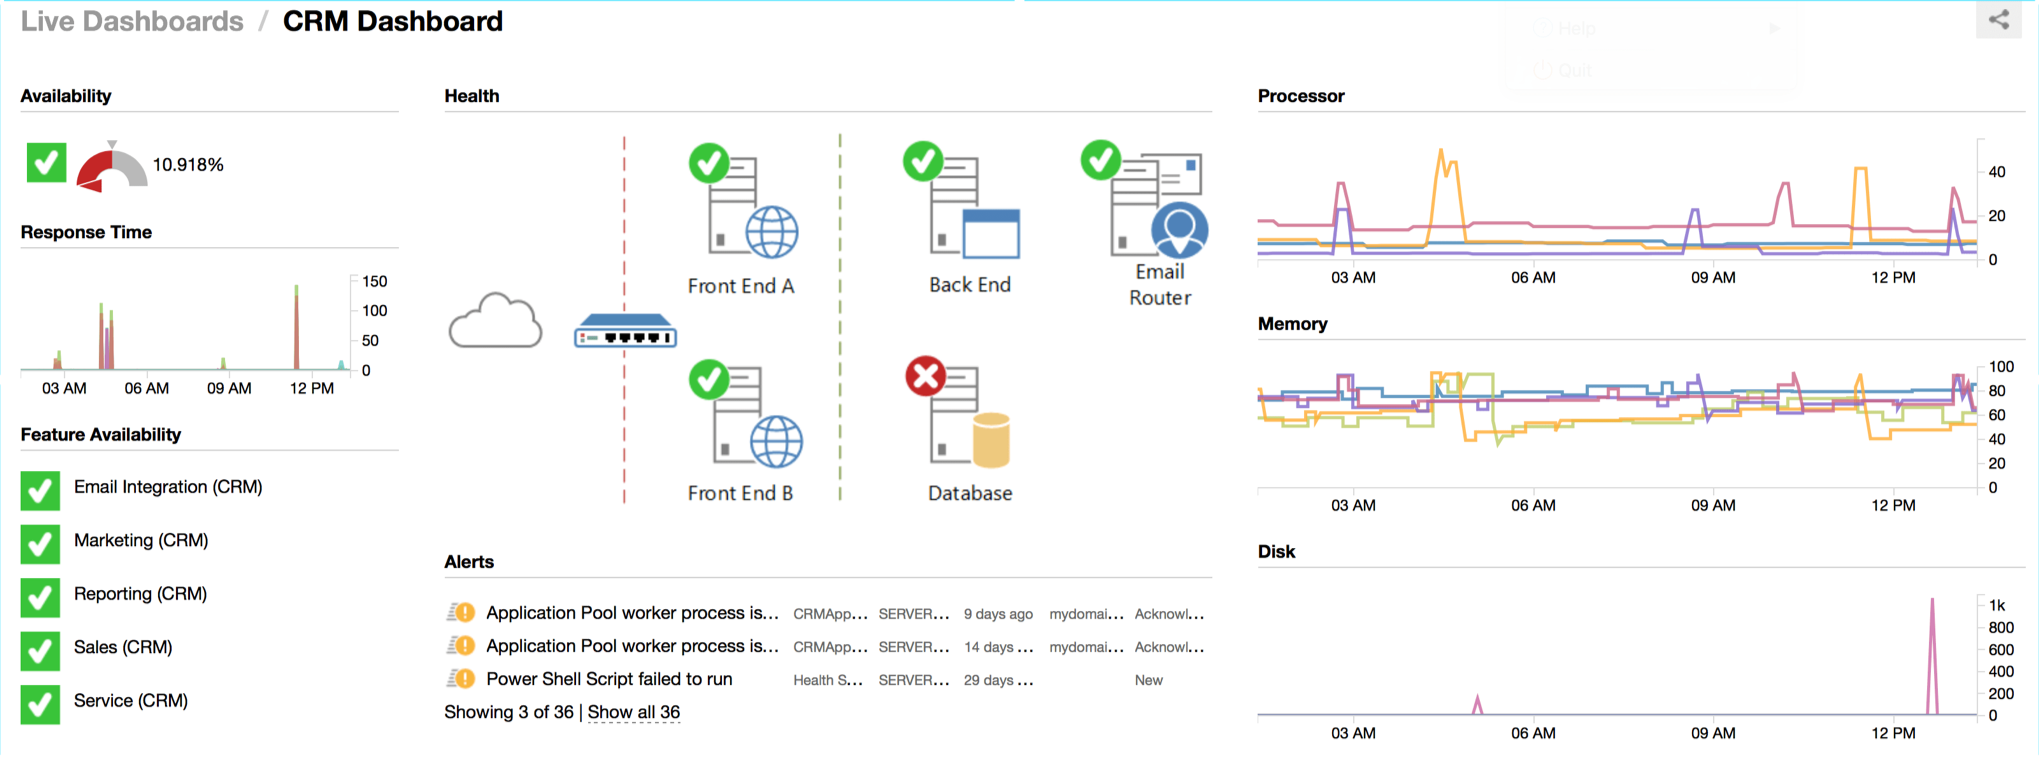 Live Dashboards / CRM Dashboard
Help
Quit
Availability
10.918%
Response Time
150
100
50
0
03 AM 06 AM 09 AM 12 PM
Feature Availability
Email Integration (CRM)
Marketing (CRM)
Reporting (CRM)
Sales (CRM)
Service (CRM)
Health
Front End A
Back End
Email
Router
Front End B
Database
Alerts
Application Pool worker process is... CRMApp... SERVER... 9 days ago mydomai... Acknowl...
Application Pool worker process is... CRMApp... SERVER... 14 days ... mydomai... Acknowl...
Power Shell Script failed to run Health S... SERVER... 29 days ... New
Showing 3 of 36 | Show all 36
Processor
40
20
0
03 AM 06 AM 09 AM 12 PM
Memory
100
80
60
40
20
0
03 AM 06 AM 09 AM 12 PM
Disk
1k
800
600
400
200
0
03 AM 06 AM 09 AM 12 PM